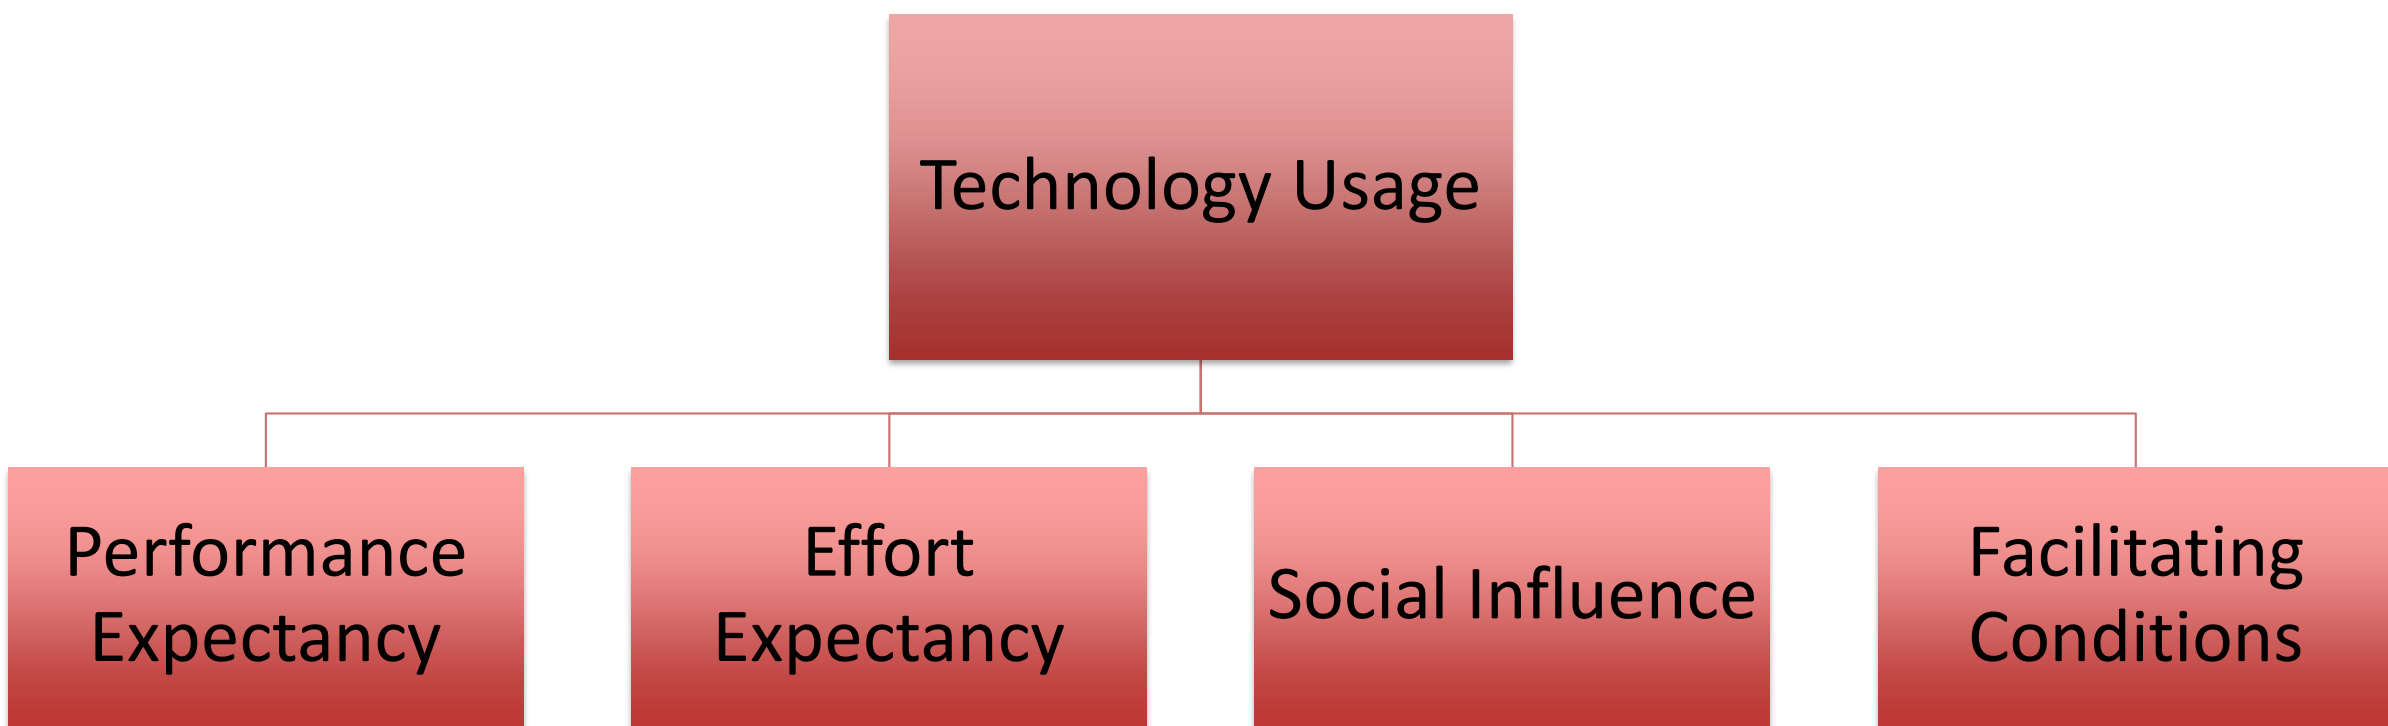 Technology Usage
Performance
Expectancy
Effort
Expectancy
Social Influence
Facilitating
Conditions